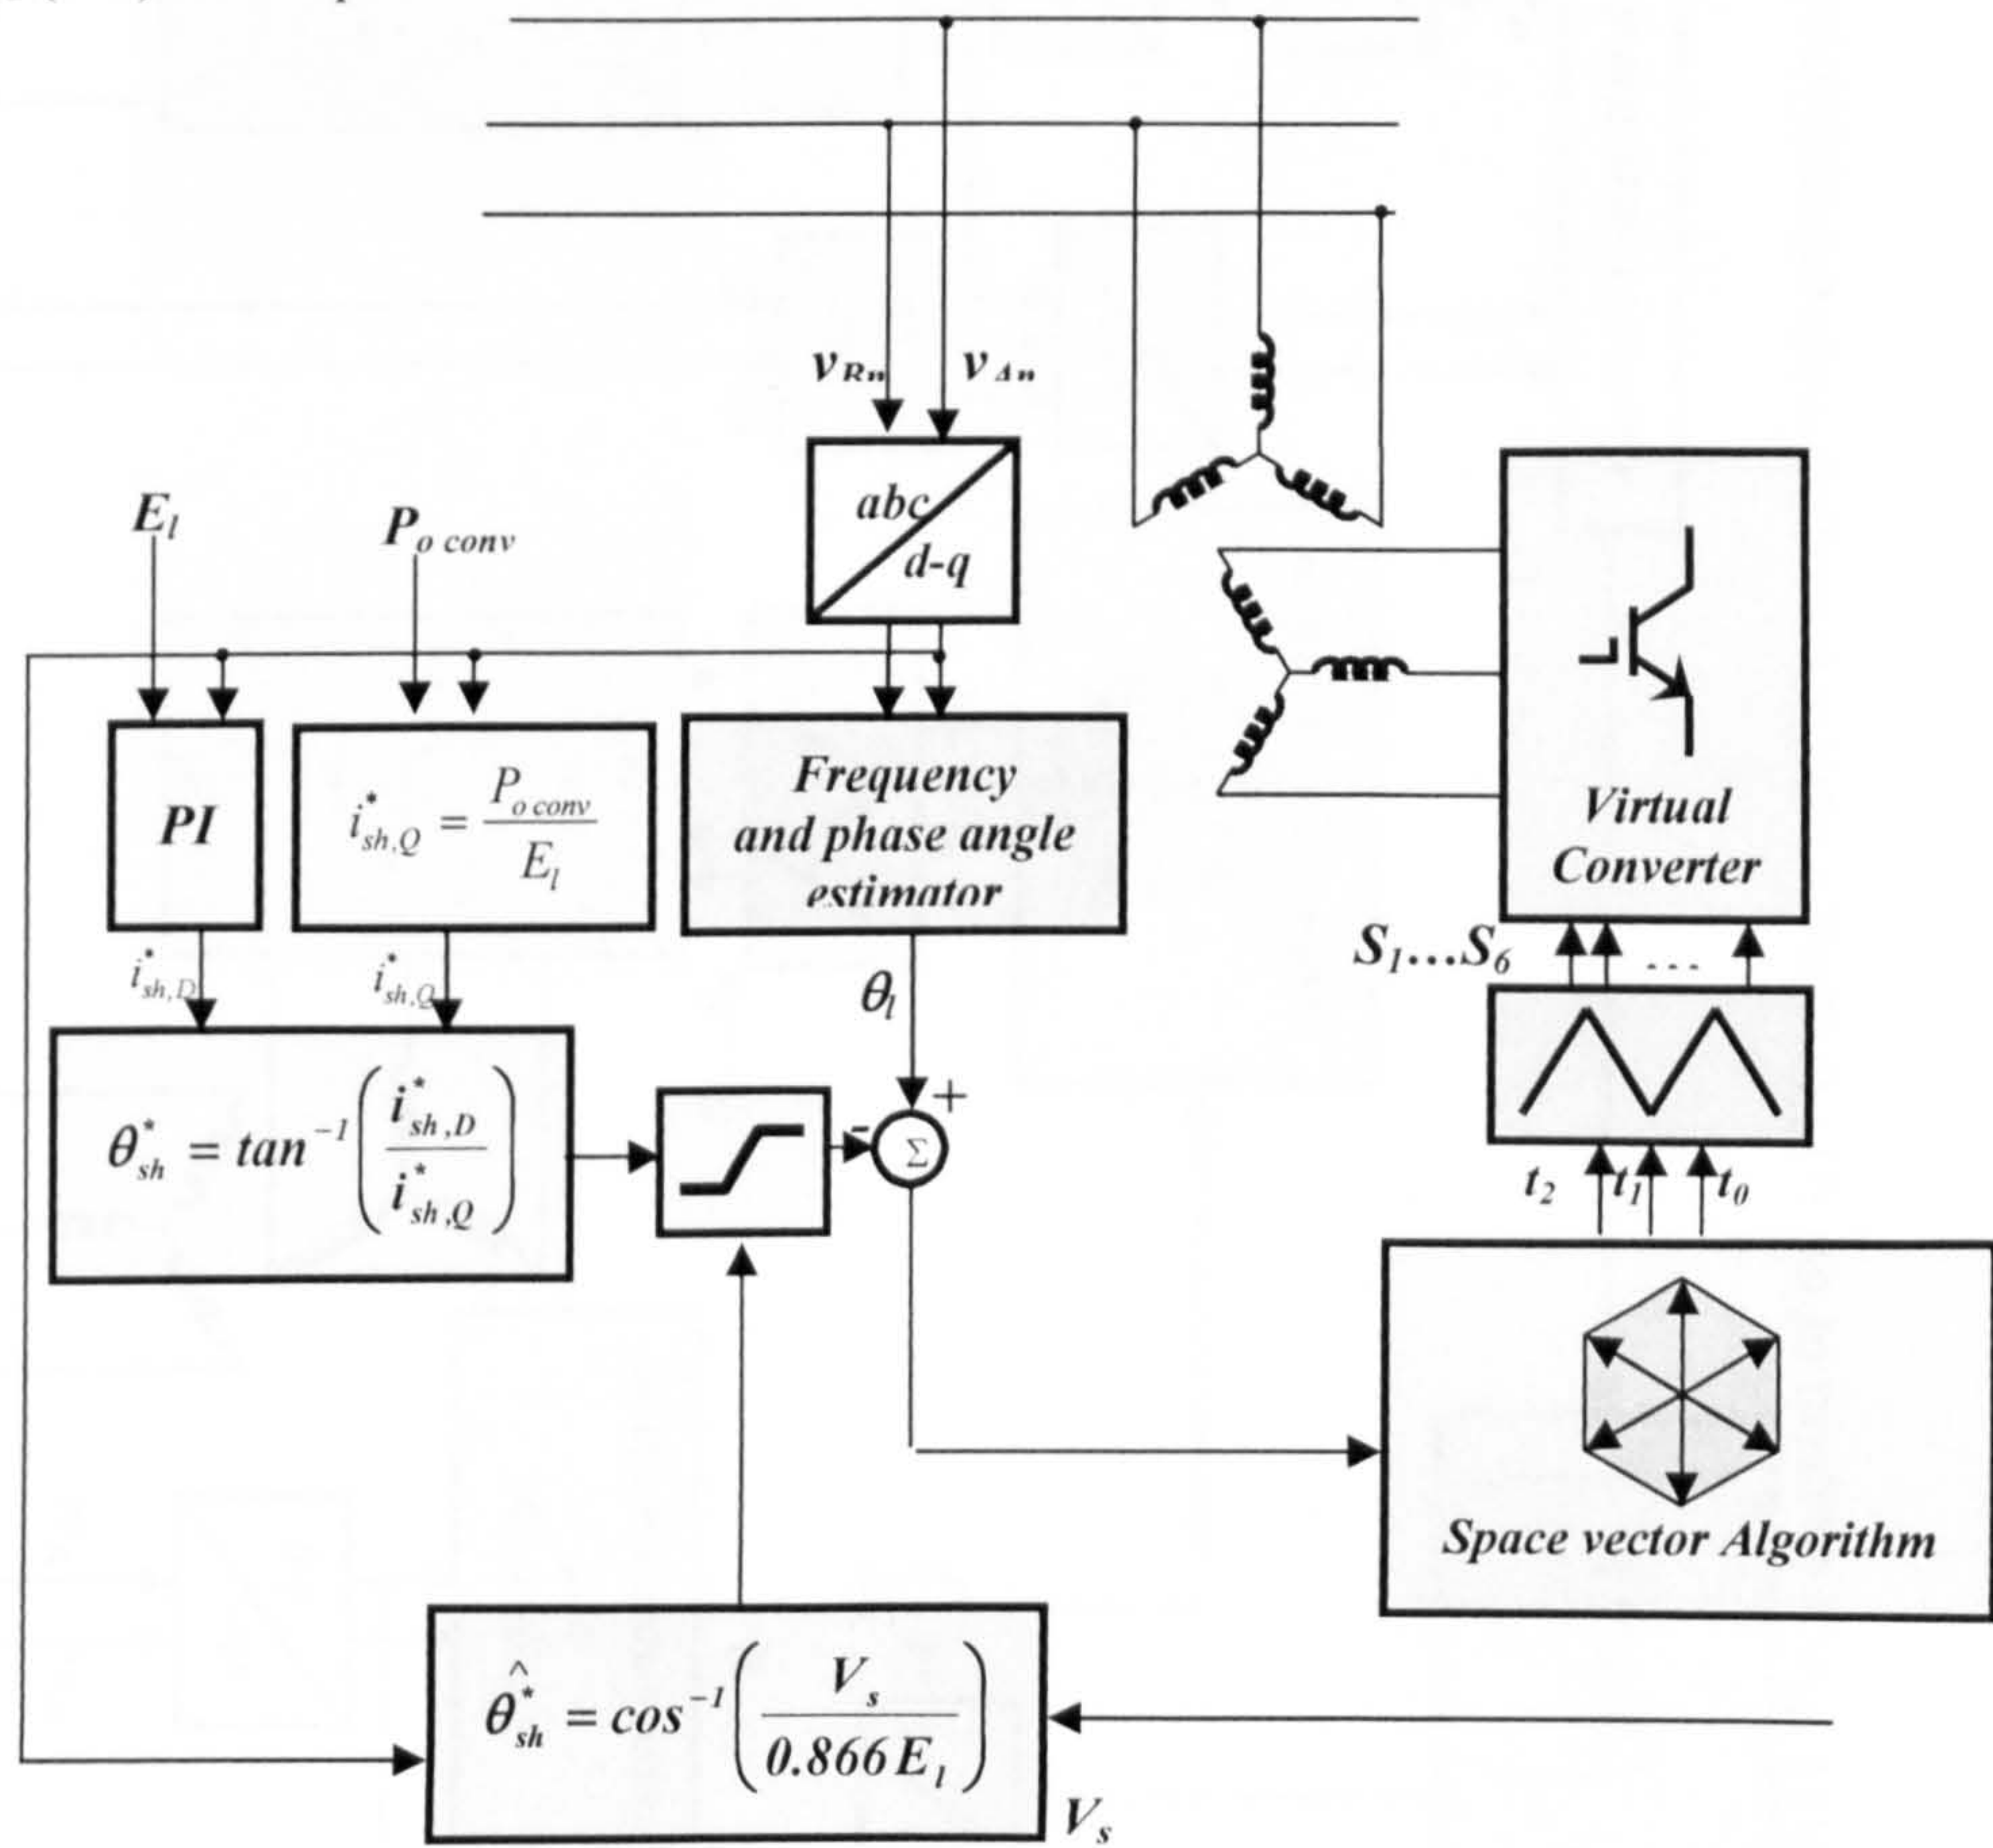 v_Bn v_An
abc
d-q
E_l
P_o conv
PI
i*_sh,Q = P_o conv / E_l
Frequency
and phase angle
estimator
Virtual
Converter
i*_sh,D
i*_sh,Q
θ_l
S_1...S_6
...
+
-
Σ
θ*_sh = tan^-1 ( i*_sh,D / i*_sh,Q )
t_2 t_1 t_0
Space vector Algorithm
θ̂*_sh = cos^-1 ( V_s / 0.866 E_l )
V_s